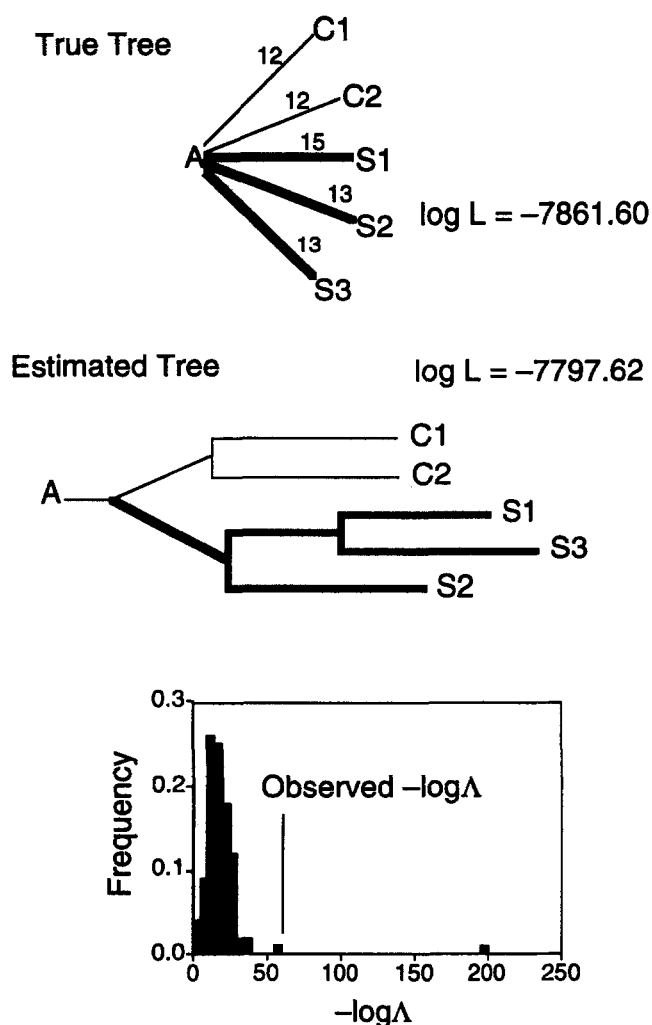 True Tree
C1
12
C2
12
A
15
S1
13
S2
13
S3
log L = –7861.60
Estimated Tree
log L = –7797.62
C1
C2
A
S1
S3
S2
0.3
0.2
0.1
0.0
Frequency
Observed –logΛ
0
50
100
150
200
250
–logΛ